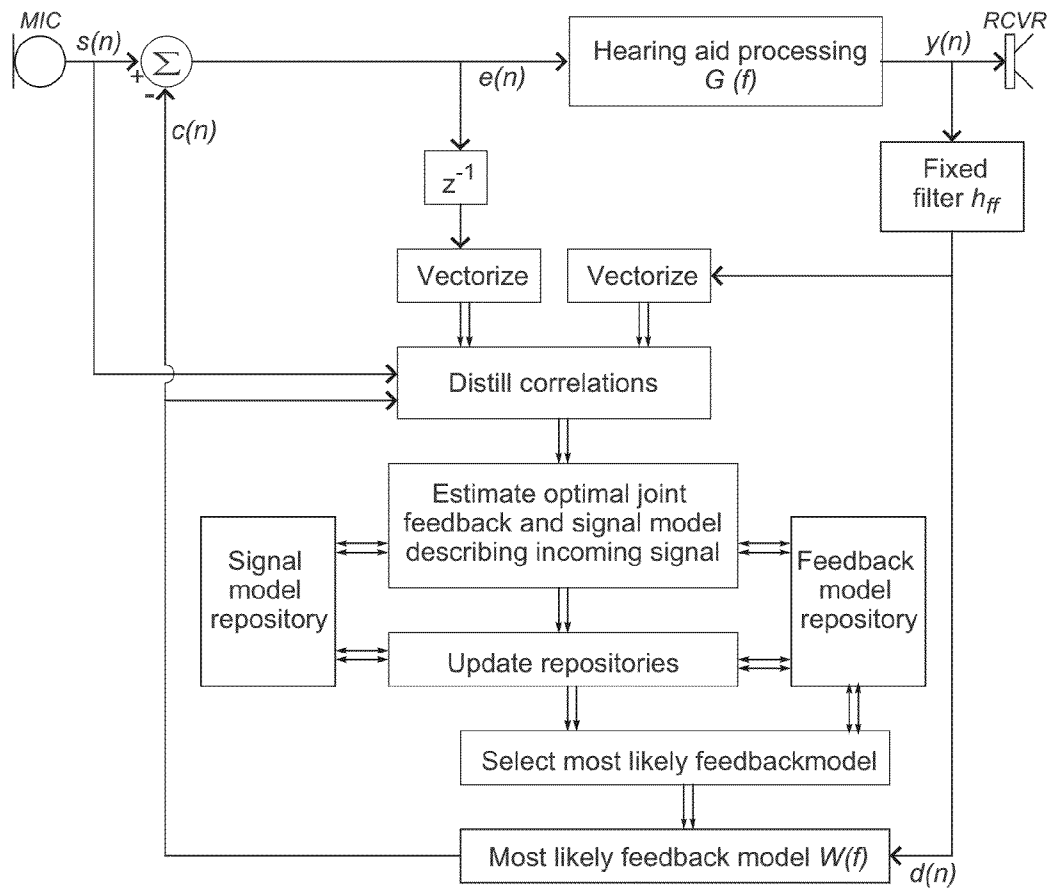 MIC
s(n)
+
Σ
-
c(n)
e(n)
Hearing aid processing
G (f)
y(n)
RCVR
z-1
Fixed
filter hff
Vectorize
Vectorize
Distill correlations
Estimate optimal joint
feedback and signal model
describing incoming signal
Signal
model
repository
Feedback
model
repository
Update repositories
Select most likely feedbackmodel
Most likely feedback model W(f)
d(n)